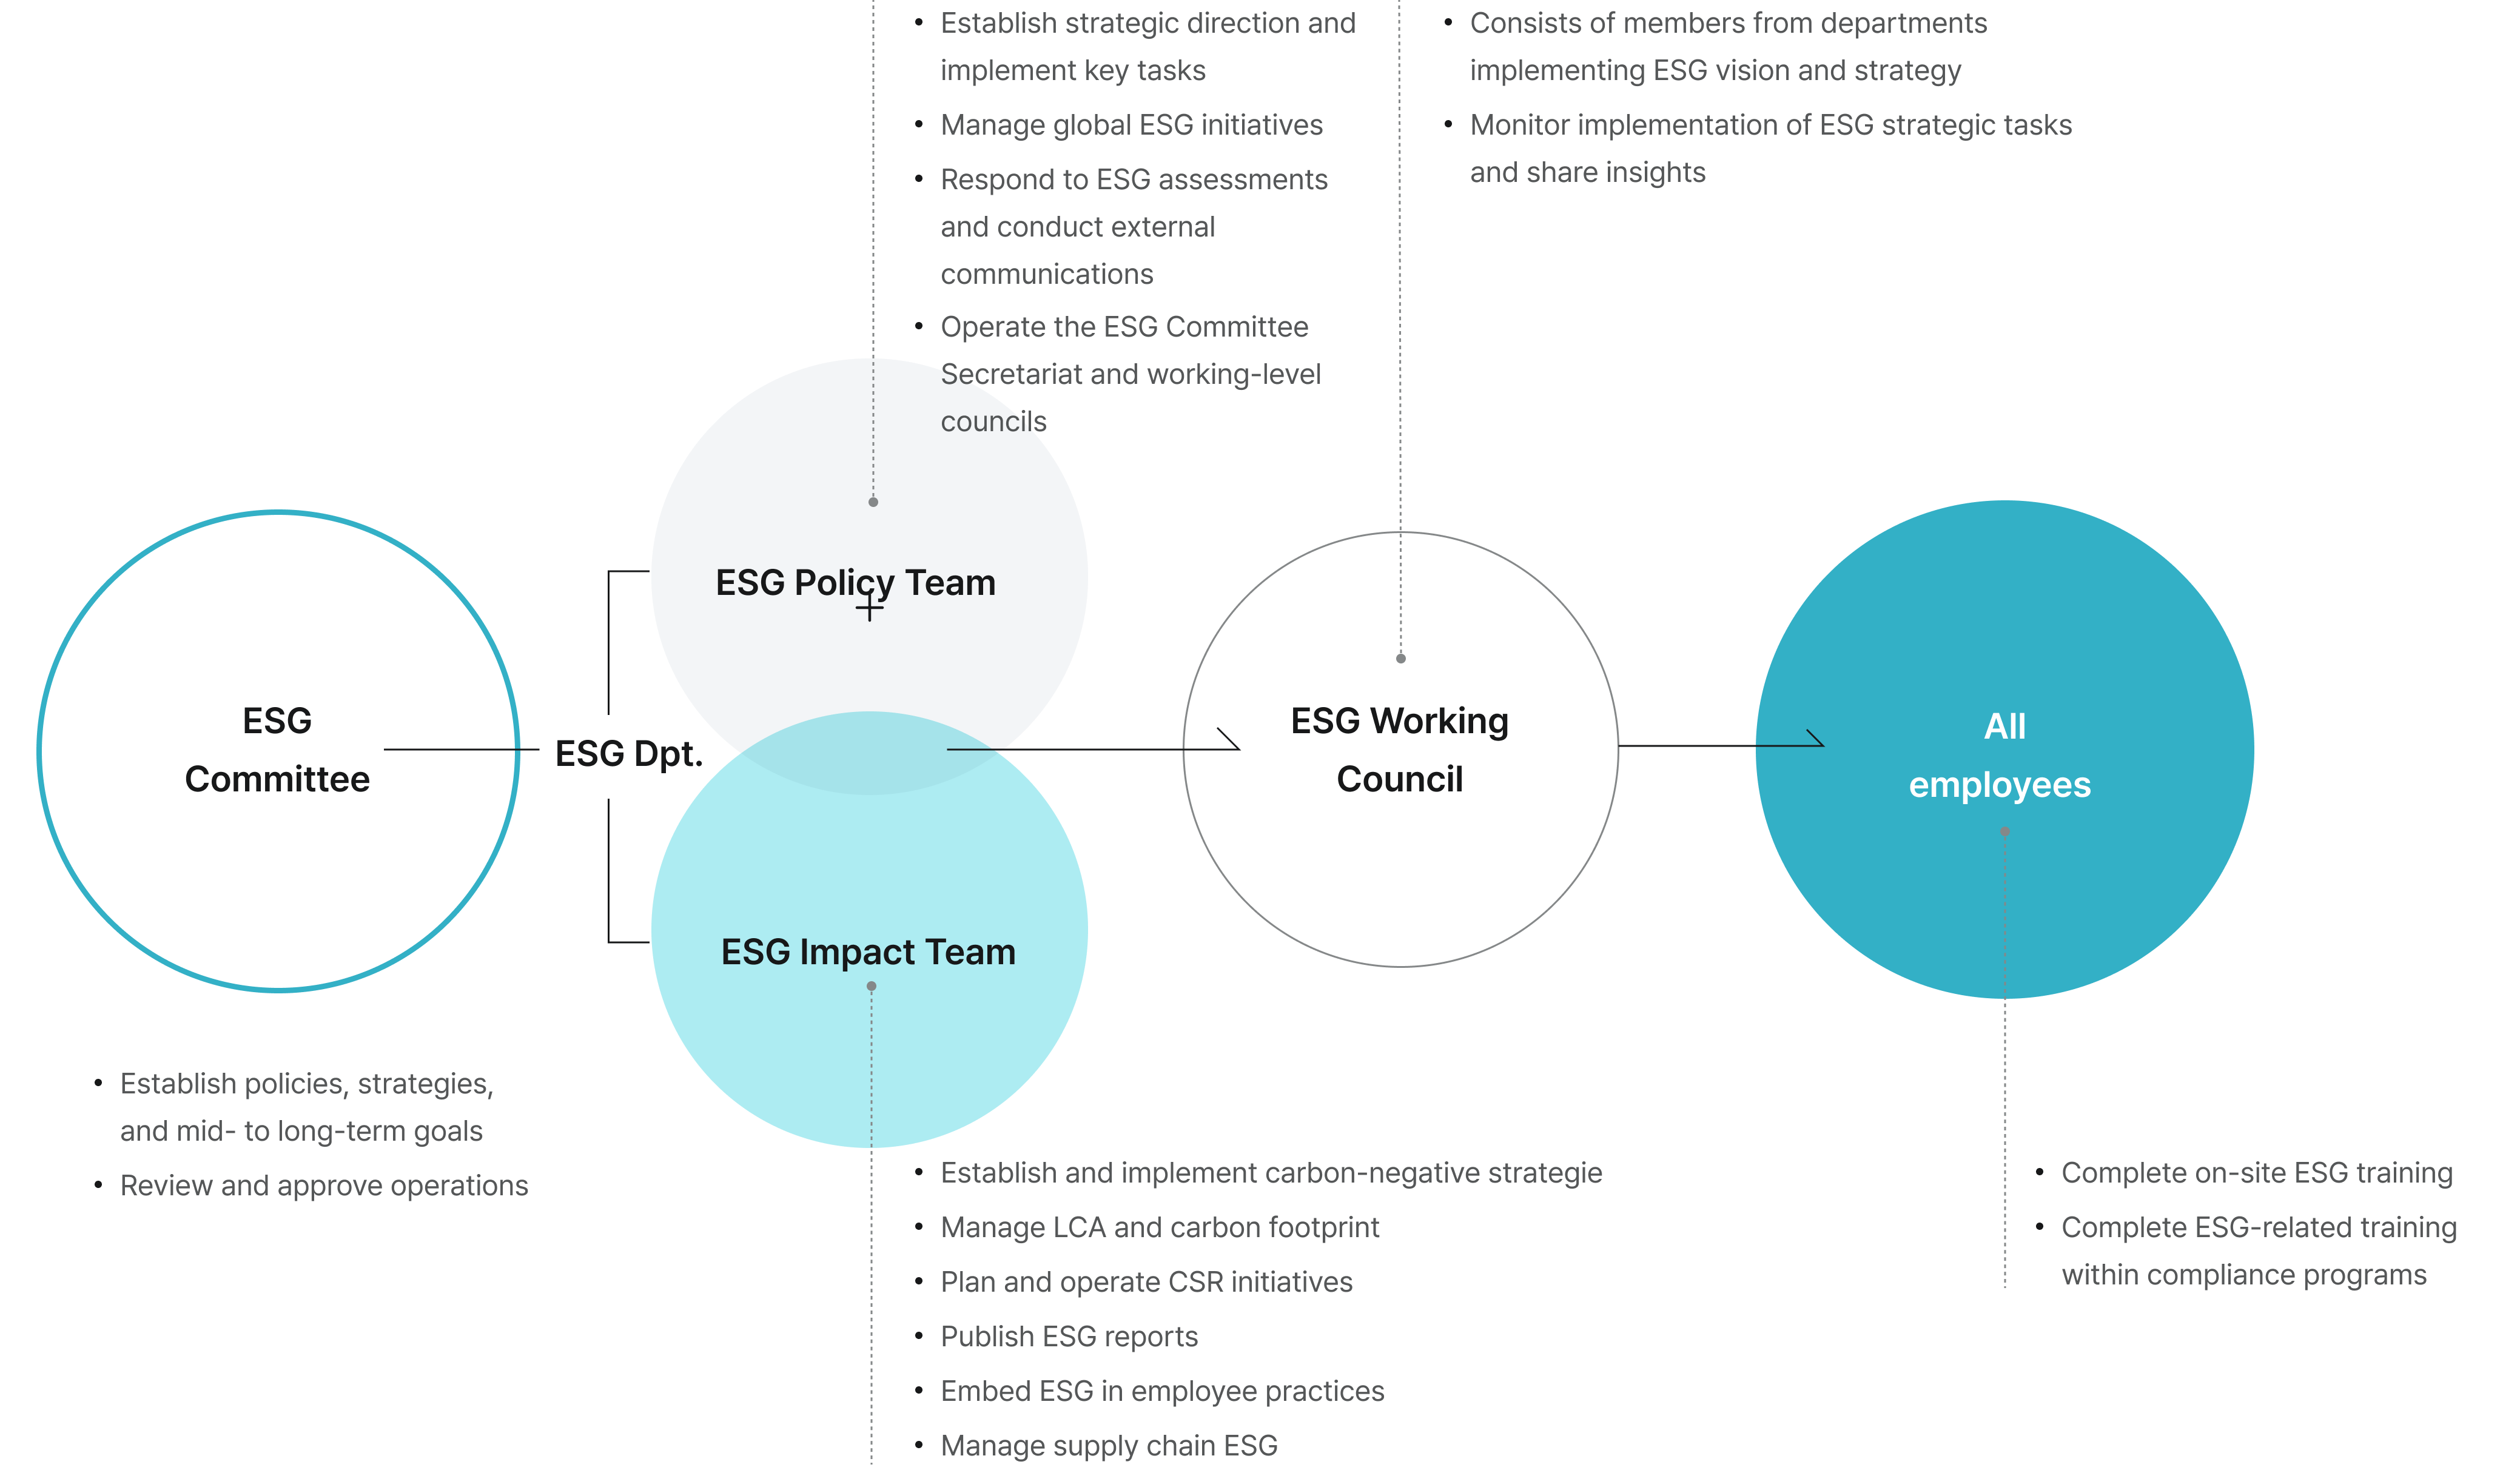 • Establish strategic direction and
implement key tasks
• Manage global ESG initiatives
• Respond to ESG assessments
and conduct external
communications
• Operate the ESG Committee
Secretariat and working-level
councils
• Consists of members from departments
implementing ESG vision and strategy
• Monitor implementation of ESG strategic tasks
and share insights
ESG
Committee
ESG Dpt.
ESG Policy Team
+
ESG Impact Team
ESG Working
Council
All
employees
• Establish policies, strategies,
and mid- to long-term goals
• Review and approve operations
• Establish and implement carbon-negative strategie
• Manage LCA and carbon footprint
• Plan and operate CSR initiatives
• Publish ESG reports
• Embed ESG in employee practices
• Manage supply chain ESG
• Complete on-site ESG training
• Complete ESG-related training
within compliance programs